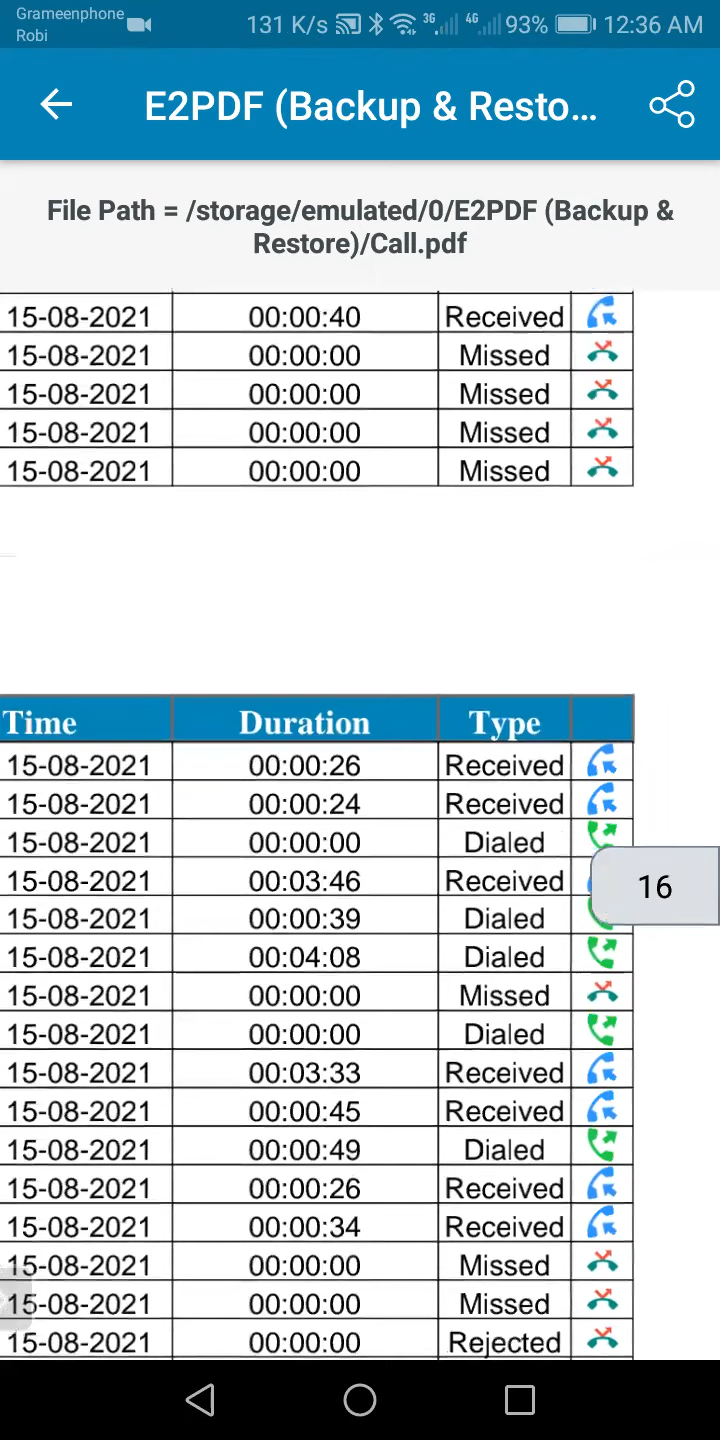 Grameenphone
Robi
131 K/s 3G 4G 93% 12:36 AM
E2PDF (Backup & Resto...
File Path = /storage/emulated/0/E2PDF (Backup &
Restore)/Call.pdf
15-08-2021 00:00:40 Received
15-08-2021 00:00:00 Missed
15-08-2021 00:00:00 Missed
15-08-2021 00:00:00 Missed
15-08-2021 00:00:00 Missed
Time Duration Type
15-08-2021 00:00:26 Received
15-08-2021 00:00:24 Received
15-08-2021 00:00:00 Dialed
15-08-2021 00:03:46 Received
16
15-08-2021 00:00:39 Dialed
15-08-2021 00:04:08 Dialed
15-08-2021 00:00:00 Missed
15-08-2021 00:00:00 Dialed
15-08-2021 00:03:33 Received
15-08-2021 00:00:45 Received
15-08-2021 00:00:49 Dialed
15-08-2021 00:00:26 Received
15-08-2021 00:00:34 Received
15-08-2021 00:00:00 Missed
15-08-2021 00:00:00 Missed
15-08-2021 00:00:00 Rejected